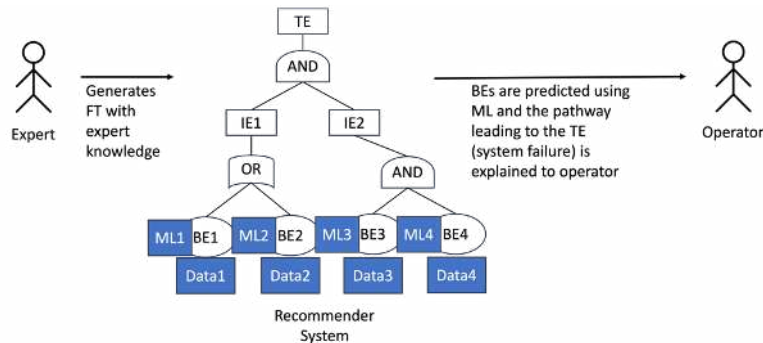 TE
AND
Generates
FT with
expert
knowledge
BEs are predicted using
ML and the pathway
leading to the TE
(system failure) is
explained to operator
Expert
IE1
IE2
Operator
OR
AND
ML1 BE1 ML2 BE2 ML3 BE3 ML4 BE4
Data1 Data2 Data3 Data4
Recommender
System